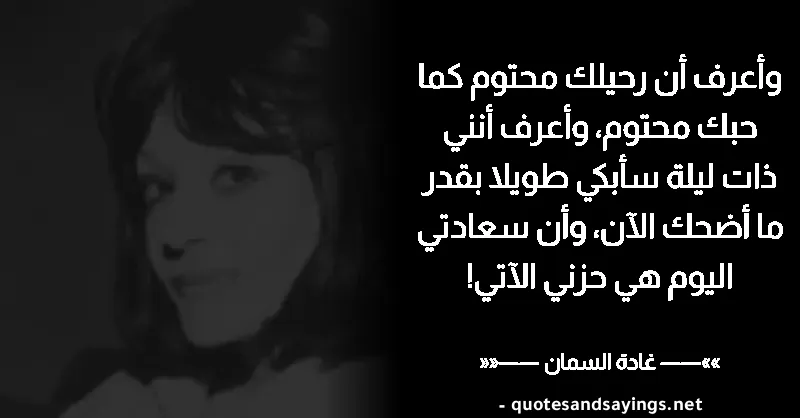 وأعرف أن رحيلك محتوم كما
حبك محتوم، وأعرف أنني
ذات ليلة سأبكي طويلا بقدر
ما أضحك الآن، وأن سعادتي
اليوم هي حزني الآتي!
»»—— غادة السمان ——««
- quotesandsayings.net